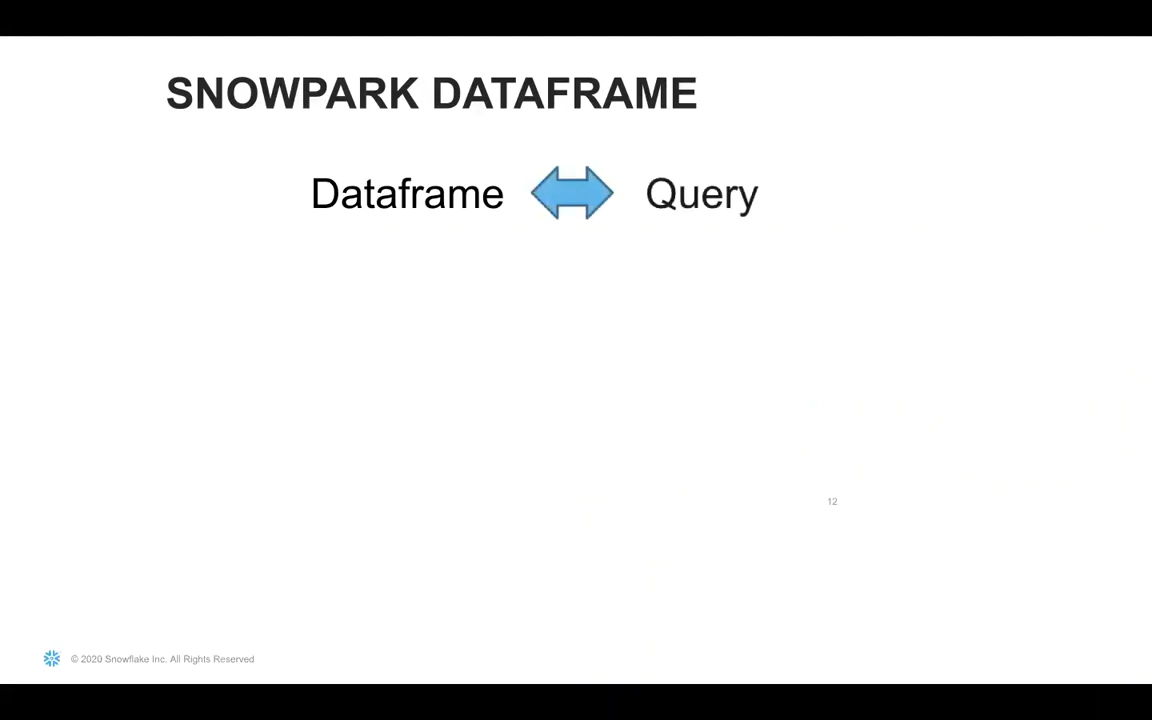 SNOWPARK DATAFRAME
Dataframe Query
12
© 2020 Snowflake Inc. All Rights Reserved